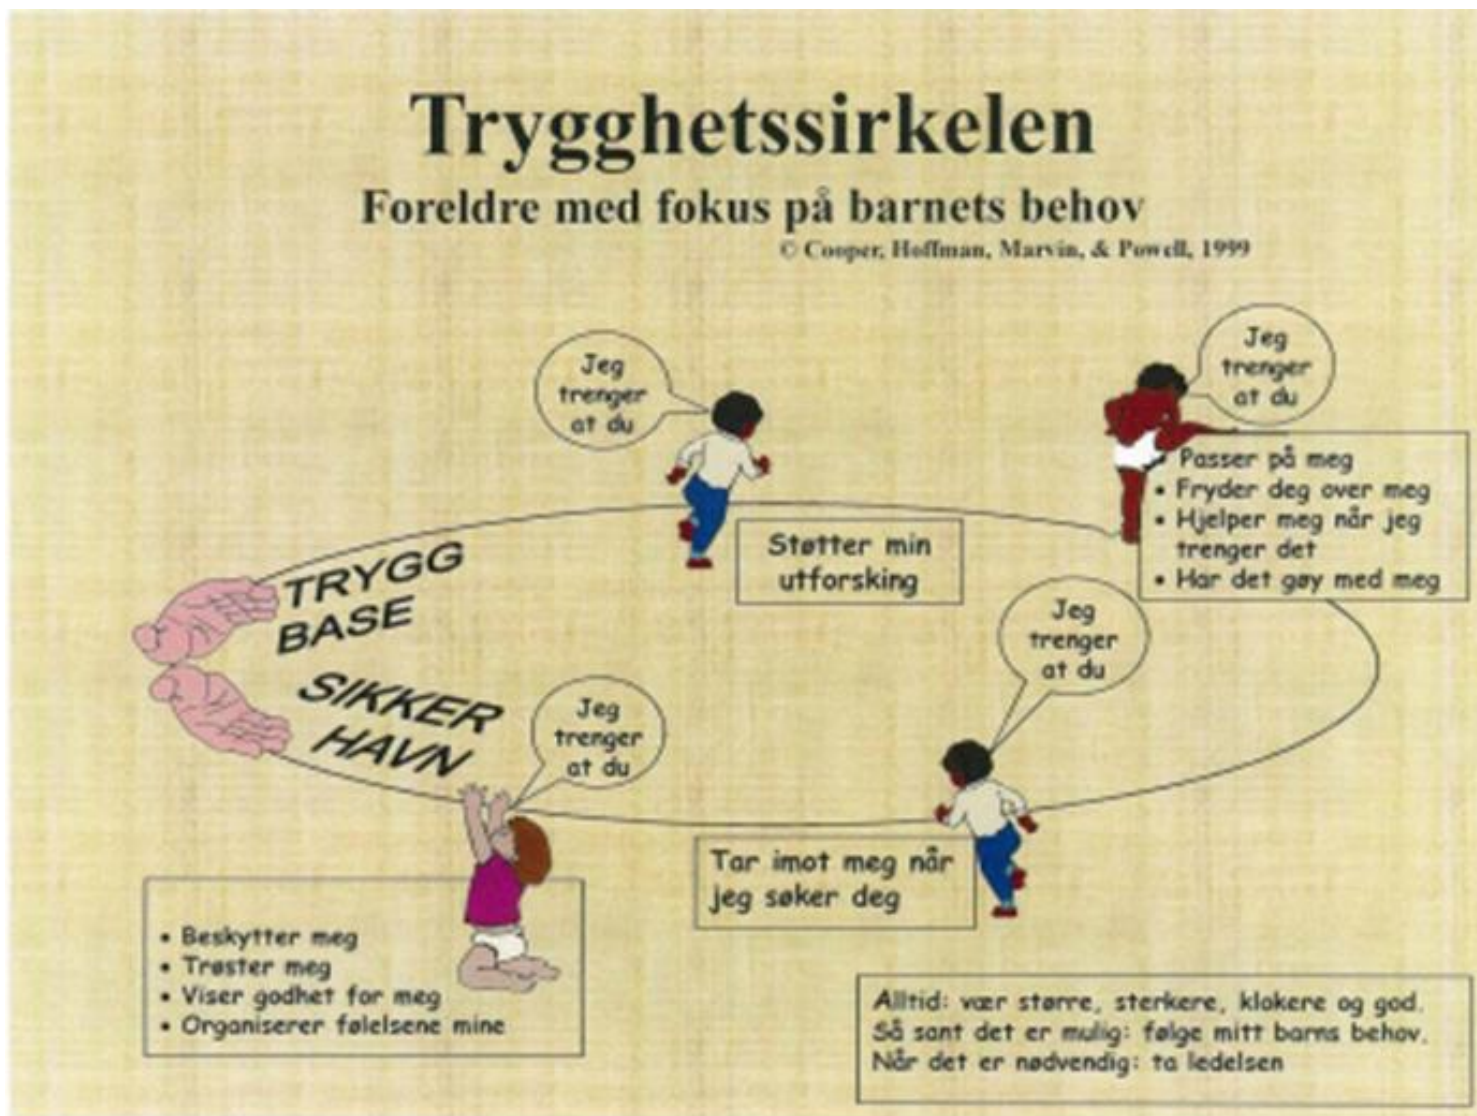 Trygghetssirkelen
Foreldre med fokus på barnets behov
© Cooper, Hoffman, Marvin, & Powell, 1999
Jeg
trenger
at du
Støtter min
utforsking
Jeg
trenger
at du
Passer på meg
• Fryder deg over meg
• Hjelper meg når jeg
trenger det
• Har det gøy med meg
TRYGG
BASE
SIKKER
HAVN
Jeg
trenger
at du
Tar imot meg når
jeg søker deg
Jeg
trenger
at du
• Beskytter meg
• Trøster meg
• Viser godhet for meg
• Organiserer følelsene mine
Alltid: vær større, sterkere, klokere og god.
Så sant det er mulig: følge mitt barns behov.
Når det er nødvendig: ta ledelsen